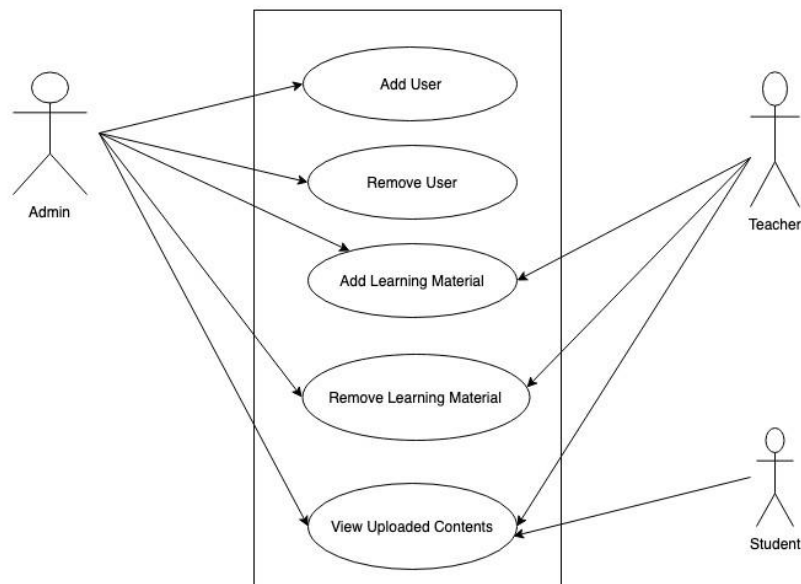 Add User
Admin
Remove User
Teacher
Add Learning Material
Remove Learning Material
View Uploaded Contents
Student